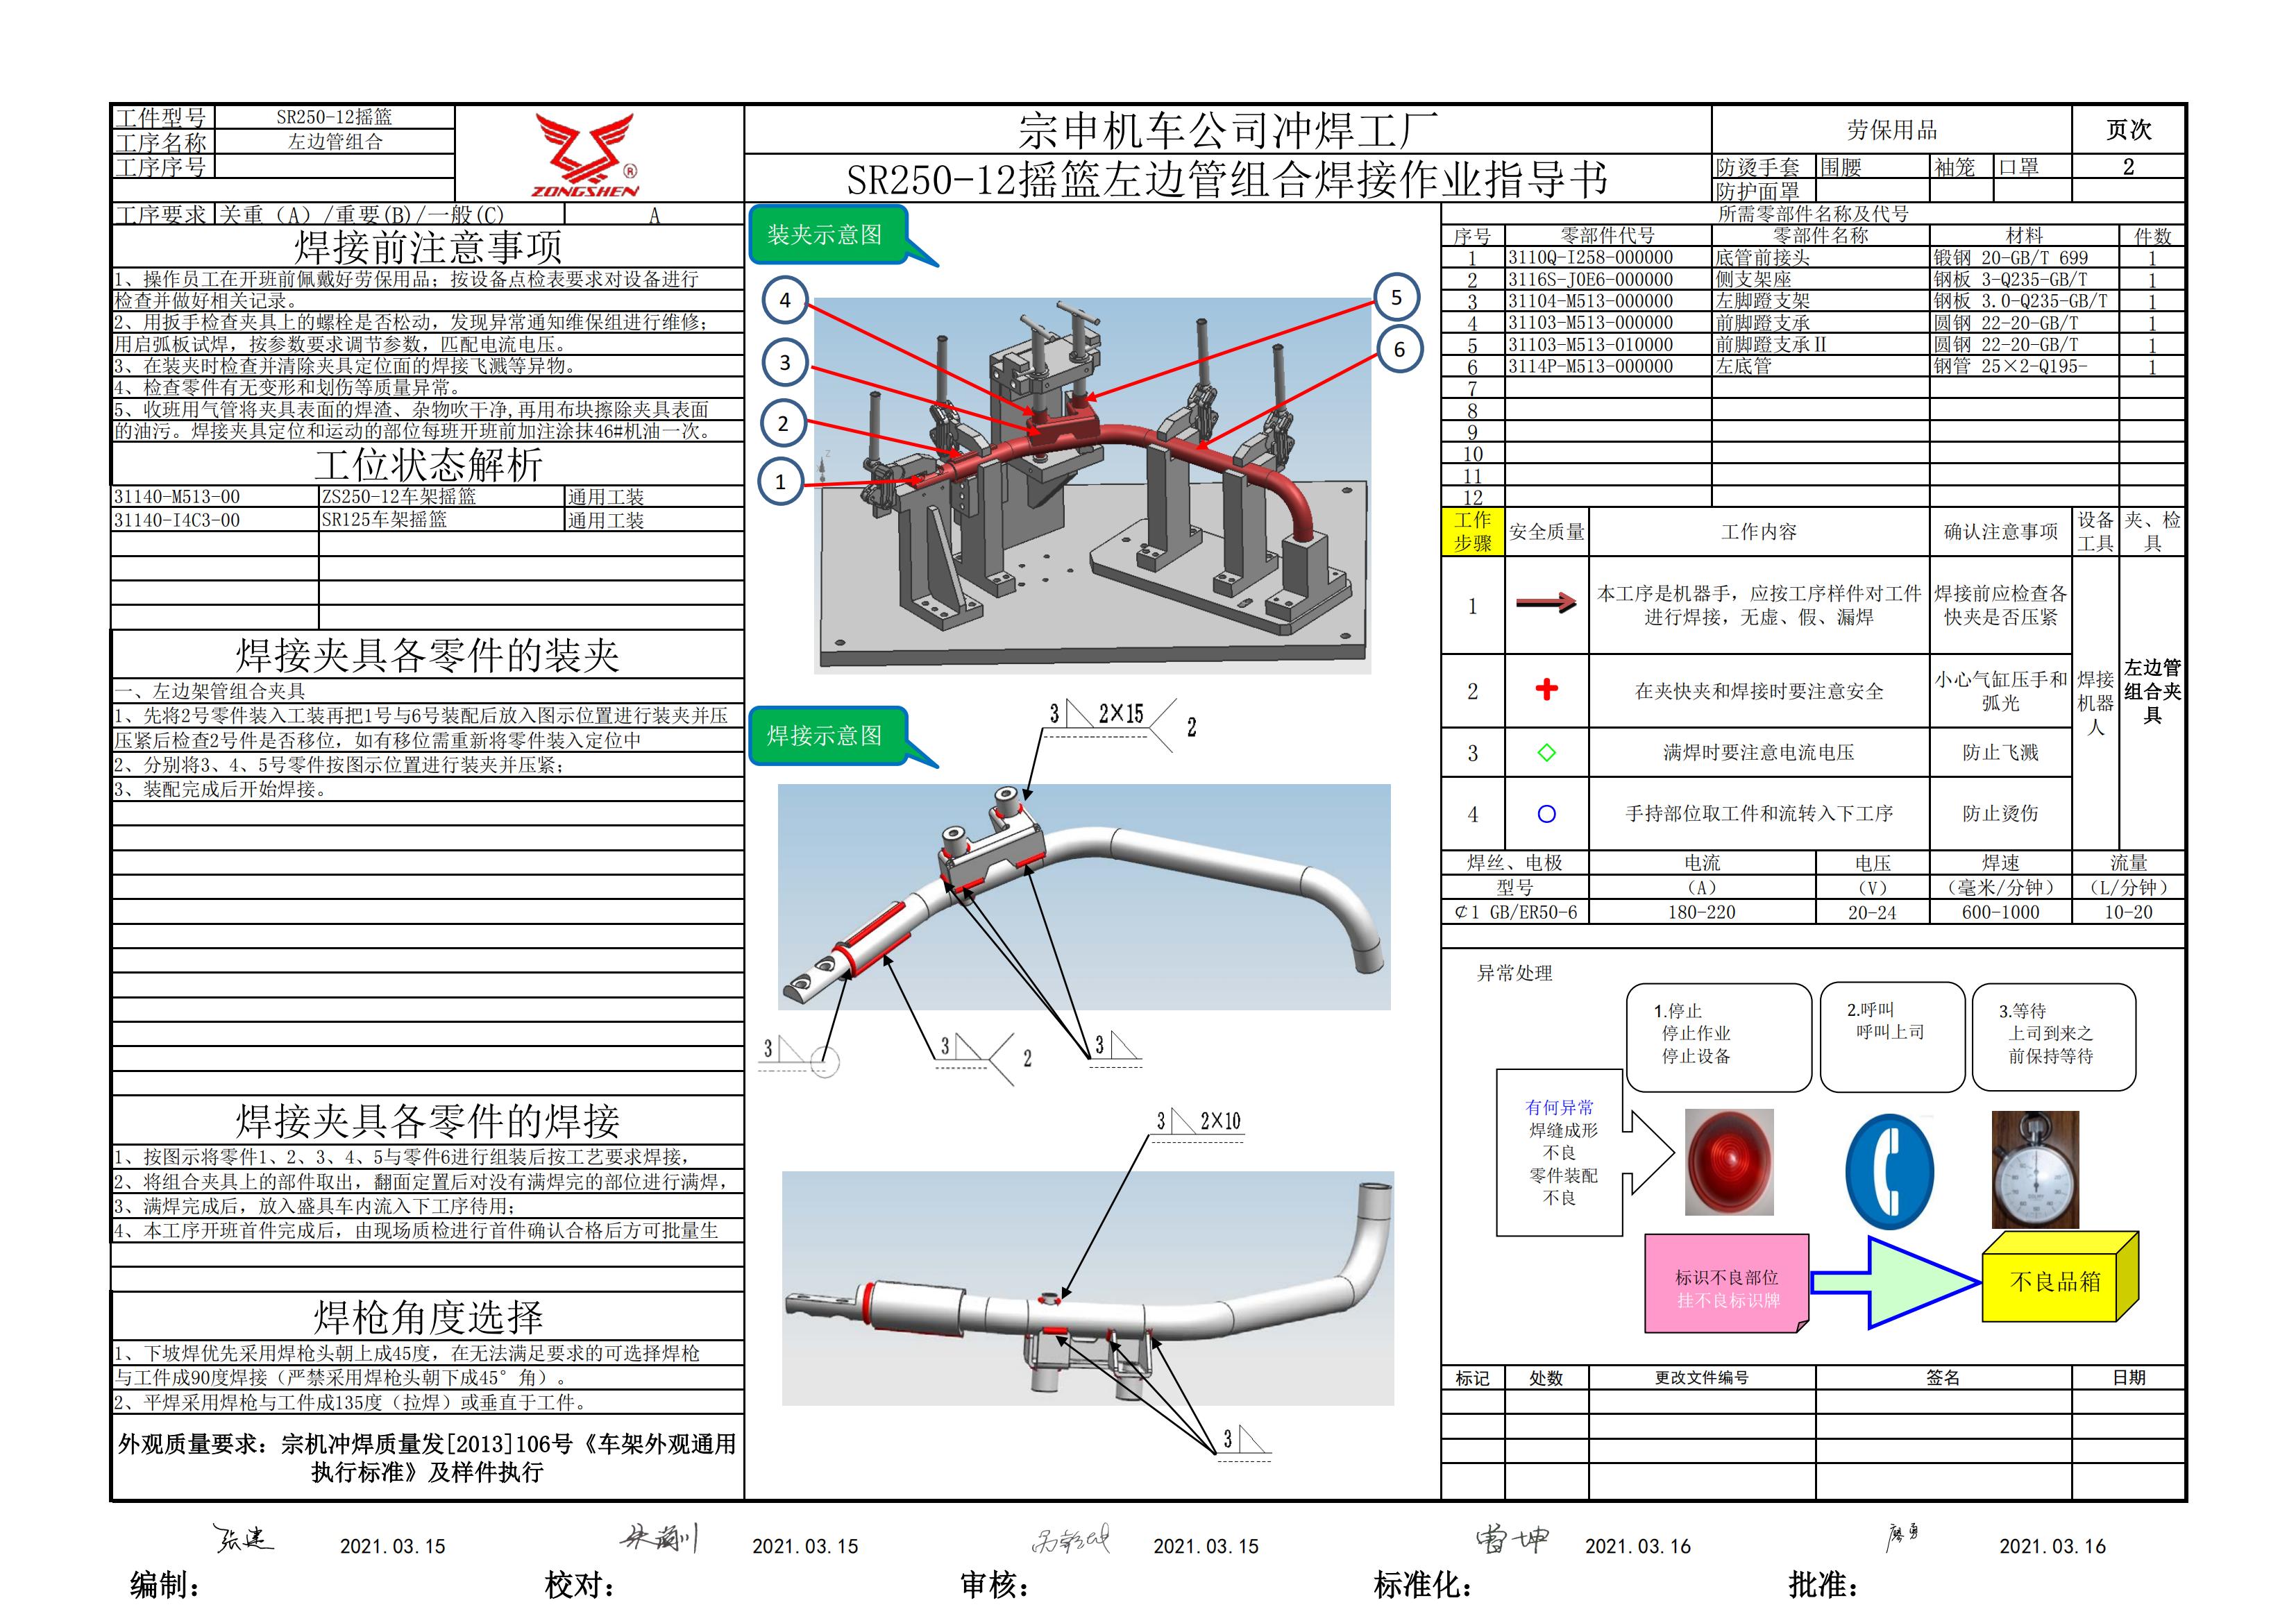 工件型号 SR250-12摇篮
工序名称 左边管组合
工序序号
ZONGSHEN ®
宗申机车公司冲焊工厂
SR250-12摇篮左边管组合焊接作业指导书
劳保用品 页次
防烫手套 围腰 袖笼 口罩 2
防护面罩
工序要求 关重（A）/重要(B)/一般(C) A
焊接前注意事项
1、操作员工在开班前佩戴好劳保用品；按设备点检表要求对设备进行
检查并做好相关记录。
2、用扳手检查夹具上的螺栓是否松动，发现异常通知维保组进行维修；
用启弧板试焊，按参数要求调节参数，匹配电流电压。
3、在装夹时检查并清除夹具定位面的焊接飞溅等异物。
4、检查零件有无变形和划伤等质量异常。
5、收班用气管将夹具表面的焊渣、杂物吹干净,再用布块擦除夹具表面
的油污。焊接夹具定位和运动的部位每班开班前加注涂抹46#机油一次。
工位状态解析
31140-M513-00 ZS250-12车架摇篮 通用工装
31140-I4C3-00 SR125车架摇篮 通用工装
焊接夹具各零件的装夹
一、左边架管组合夹具
1、先将2号零件装入工装再把1号与6号装配后放入图示位置进行装夹并压
压紧后检查2号件是否移位，如有移位需重新将零件装入定位中
2、分别将3、4、5号零件按图示位置进行装夹并压紧；
3、装配完成后开始焊接。
焊接夹具各零件的焊接
1、按图示将零件1、2、3、4、5与零件6进行组装后按工艺要求焊接，
2、将组合夹具上的部件取出，翻面定置后对没有满焊完的部位进行满焊，
3、满焊完成后，放入盛具车内流入下工序待用；
4、本工序开班首件完成后，由现场质检进行首件确认合格后方可批量生
焊枪角度选择
1、下坡焊优先采用焊枪头朝上成45度，在无法满足要求的可选择焊枪
与工件成90度焊接（严禁采用焊枪头朝下成45°角）。
2、平焊采用焊枪与工件成135度（拉焊）或垂直于工件。
外观质量要求：宗机冲焊质量发[2013]106号《车架外观通用
执行标准》及样件执行
装夹示意图
4
3
2
1
5
6
Z
焊接示意图
3 2×15 2
3
3 2
3
3 2×10
3
所需零部件名称及代号
序号 零部件代号 零部件名称 材料 件数
1 3110Q-I258-000000 底管前接头 锻钢 20-GB/T 699 1
2 3116S-J0E6-000000 侧支架座 钢板 3-Q235-GB/T 1
3 31104-M513-000000 左脚蹬支架 钢板 3.0-Q235-GB/T 1
4 31103-M513-000000 前脚蹬支承 圆钢 22-20-GB/T 1
5 31103-M513-010000 前脚蹬支承Ⅱ 圆钢 22-20-GB/T 1
6 3114P-M513-000000 左底管 钢管 25×2-Q195- 1
7
8
9
10
11
12
工作步骤 安全质量 工作内容 确认注意事项 设备工具 夹、检具
1 本工序是机器手，应按工序样件对工件进行焊接，无虚、假、漏焊 焊接前应检查各快夹是否压紧
2 在夹快夹和焊接时要注意安全 小心气缸压手和弧光
3 满焊时要注意电流电压 防止飞溅
4 手持部位取工件和流转入下工序 防止烫伤
焊接机器人
左边管组合夹具
焊丝、电极 电流 电压 焊速 流量
型号 （A） （V） （毫米/分钟） （L/分钟）
¢1 GB/ER50-6 180-220 20-24 600-1000 10-20
异常处理
1.停止
停止作业
停止设备
2.呼叫
呼叫上司
3.等待
上司到来之
前保持等待
有何异常
焊缝成形
不良
零件装配
不良
标识不良部位
挂不良标识牌
不良品箱
标记 处数 更改文件编号 签名 日期
张建 2021.03.15 2021.03.15 2021.03.15 雷坤 2021.03.16 廖勇 2021.03.16
编制： 校对： 审核： 标准化： 批准：